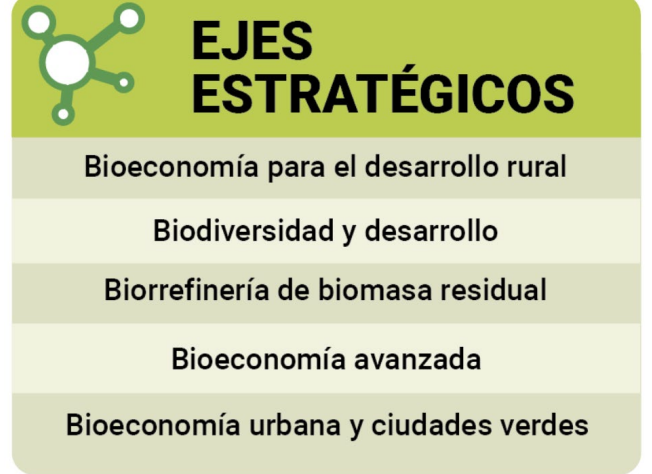 EJES
ESTRATÉGICOS
Bioeconomía para el desarrollo rural
Biodiversidad y desarrollo
Biorrefinería de biomasa residual
Bioeconomía avanzada
Bioeconomía urbana y ciudades verdes